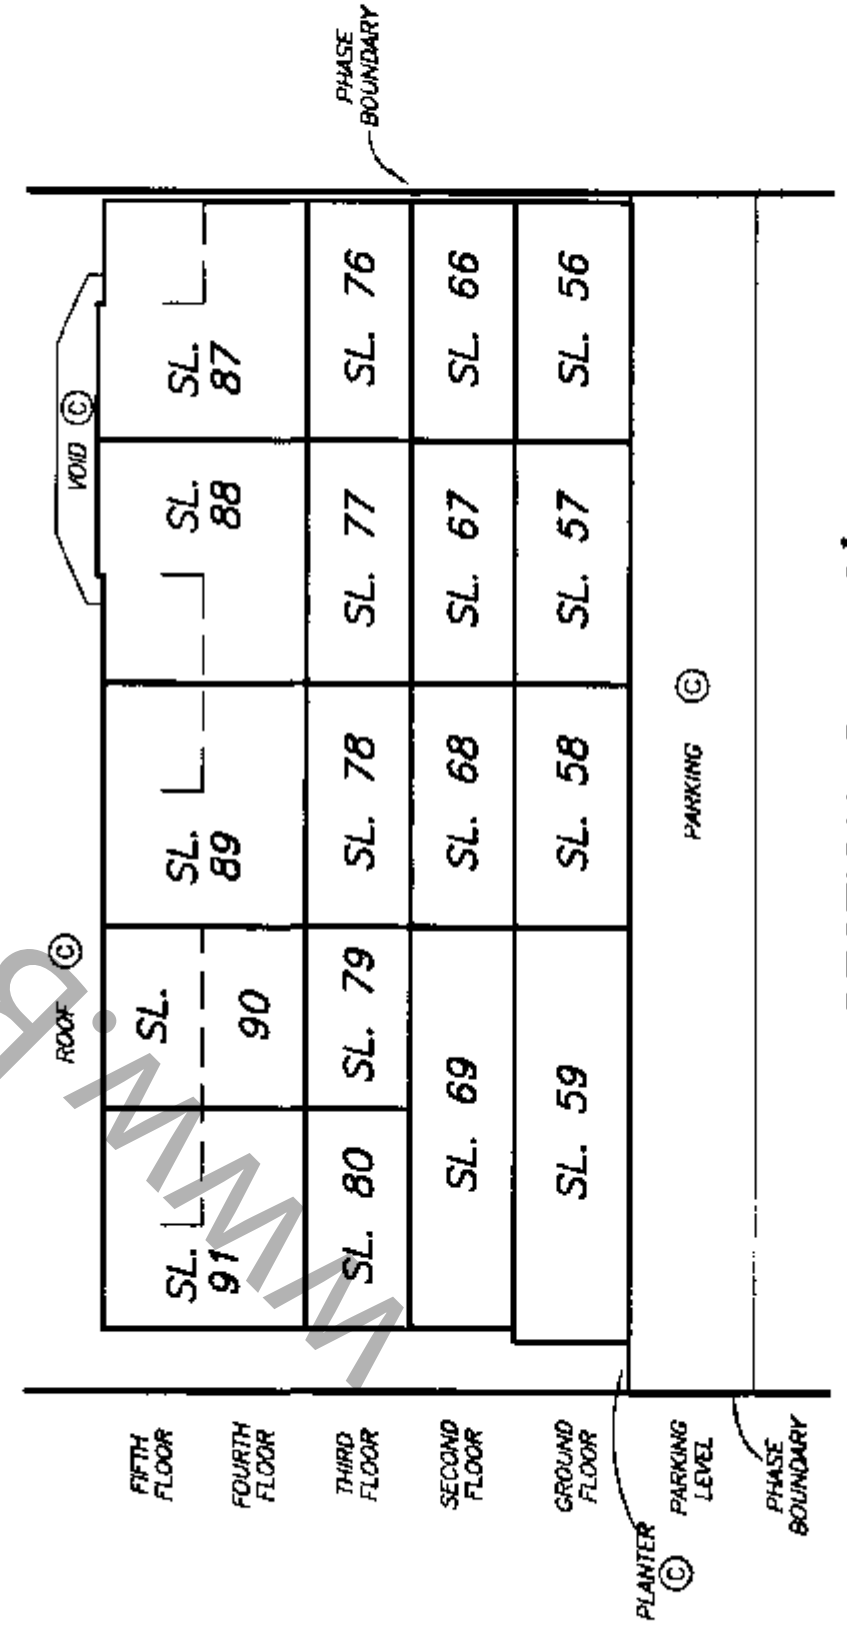 ROOF Ⓒ
VOID Ⓒ
PHASE
BOUNDARY
FIFTH
FLOOR
SL.
91
SL.
SL.
89
SL.
88
SL.
87
FOURTH
FLOOR
90
THIRD
FLOOR
SL. 80
SL. 79
SL. 78
SL. 77
SL. 76
SECOND
FLOOR
SL. 69
SL. 68
SL. 67
SL. 66
GROUND
FLOOR
SL. 59
SL. 58
SL. 57
SL. 56
PLANTER
Ⓒ
PARKING
LEVEL
PARKING Ⓒ
PHASE
BOUNDARY